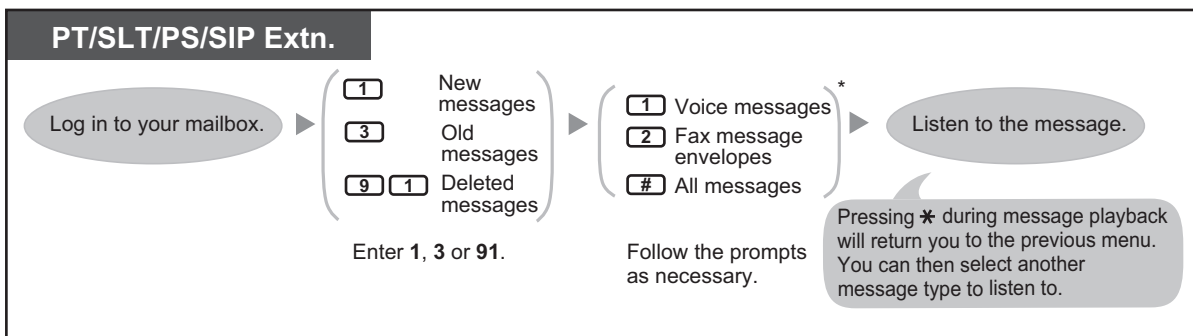 PT/SLT/PS/SIP Extn.
Log in to your mailbox.
1 New
messages
3 Old
messages
9 1 Deleted
messages
Enter 1, 3 or 91.
*
1 Voice messages
2 Fax message
envelopes
# All messages
Follow the prompts
as necessary.
Listen to the message.
Pressing * during message playback
will return you to the previous menu.
You can then select another
message type to listen to.